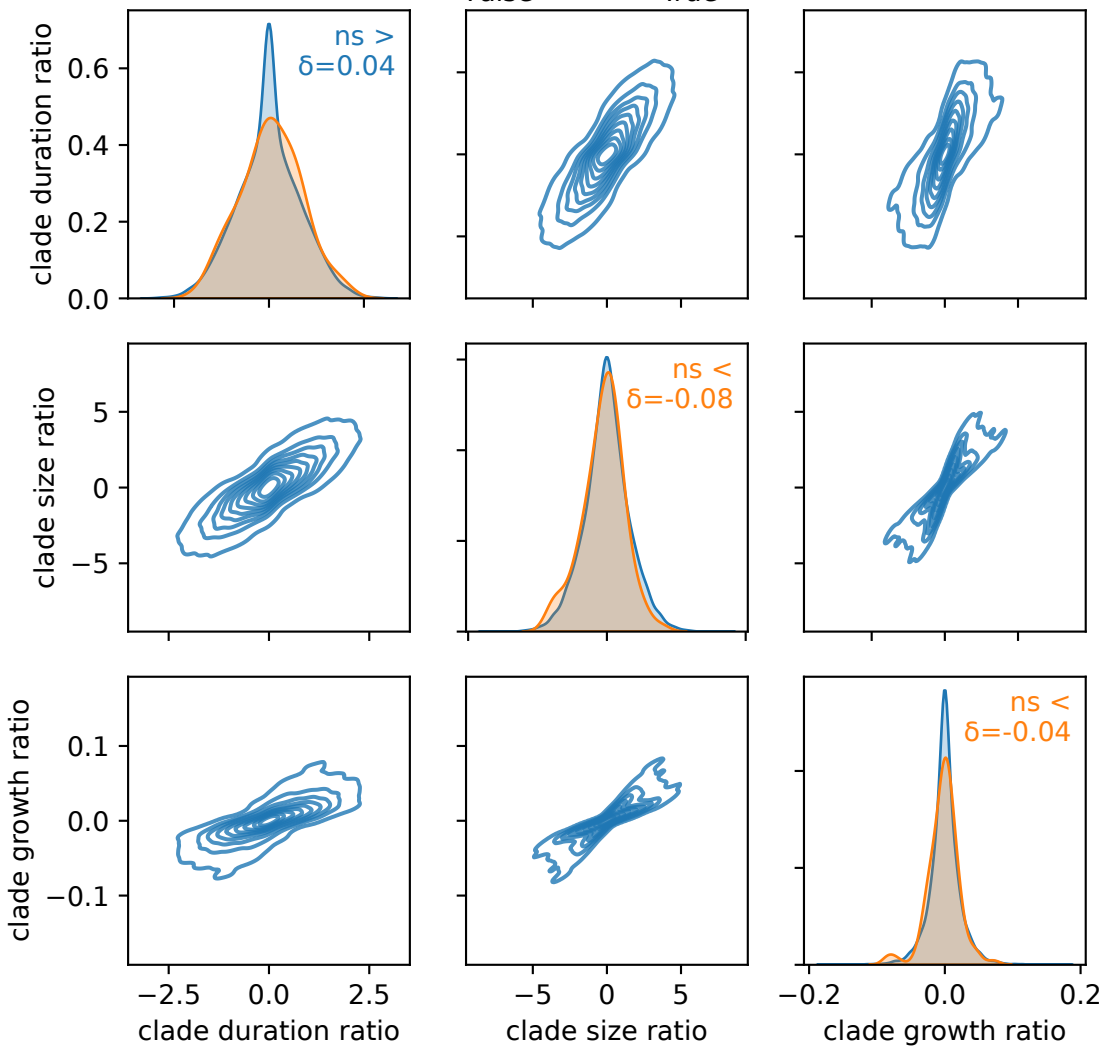 ns >
δ=0.04
clade duration ratio
0.6
0.4
0.2
0.0
ns <
δ=-0.08
clade size ratio
5
0
−5
ns <
δ=-0.04
clade growth ratio
0.1
0.0
−0.1
−2.5 0.0 2.5
−5 0 5
−0.2 0.0 0.2
clade duration ratio
clade size ratio
clade growth ratio